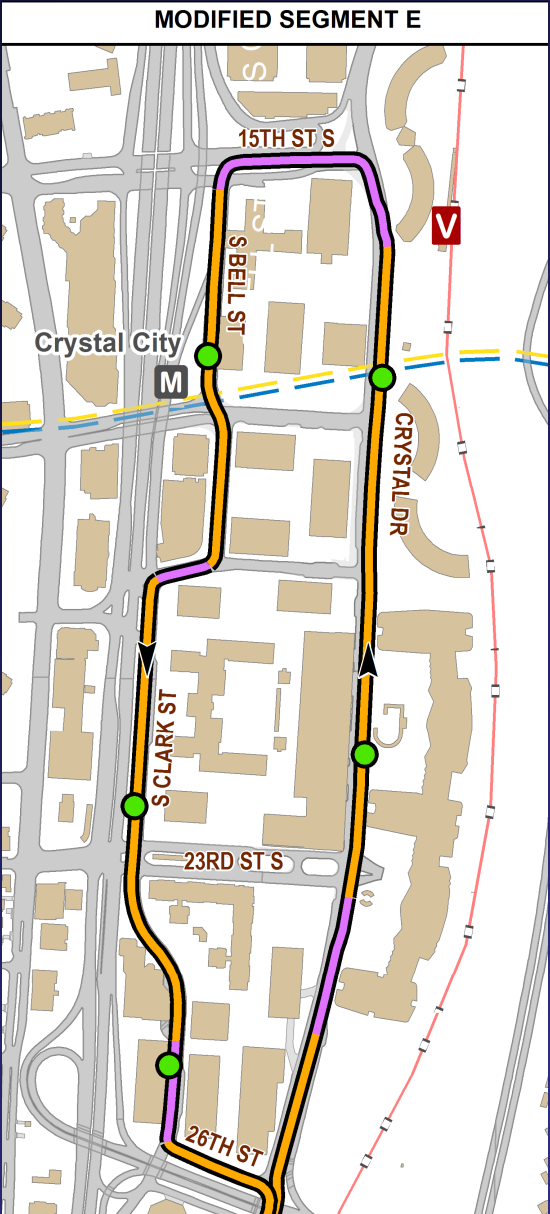 MODIFIED SEGMENT E
15TH ST S
S BELL ST
V
Crystal City
M
CRYSTAL DR
S CLARK ST
23RD ST S
26TH ST